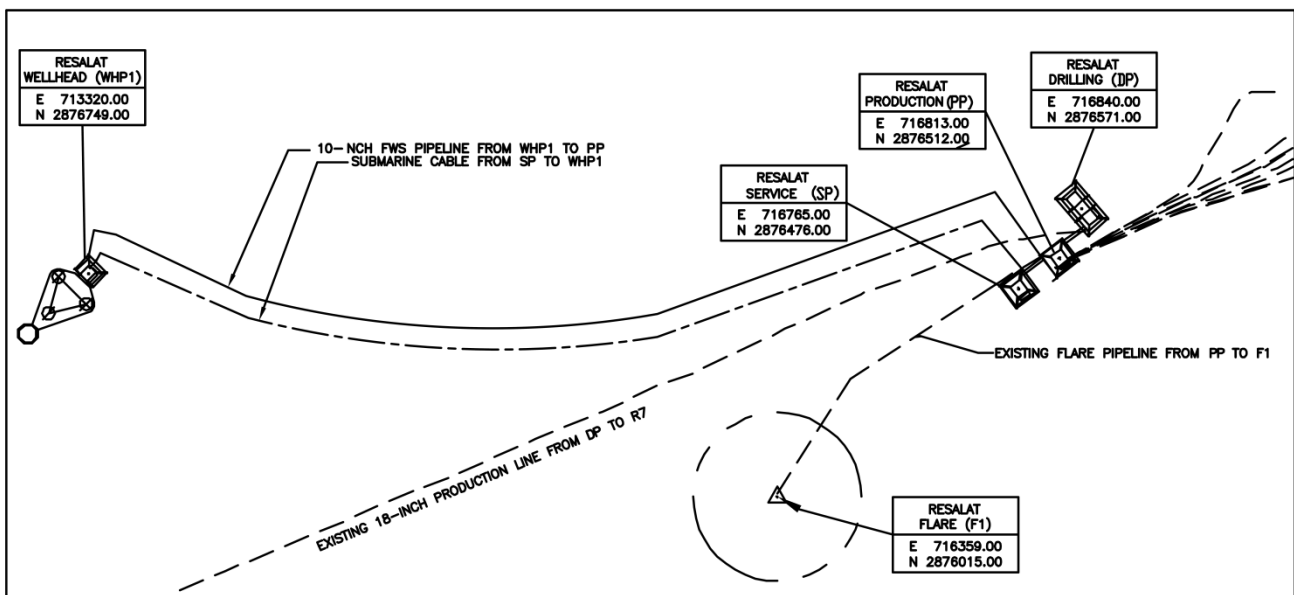 RESALAT
WELLHEAD (WHP1)
E 713320.00
N 2876749.00
10-NCH FWS PIPELINE FROM WHP1 TO PP
SUBMARINE CABLE FROM SP TO WHP1
RESALAT
PRODUCTION (PP)
E 716813.00
N 2876512.00
RESALAT
DRILLING (DP)
E 716840.00
N 2876571.00
RESALAT
SERVICE (SP)
E 716765.00
N 2876476.00
EXISTING FLARE PIPELINE FROM PP TO F1
EXISTING 18-INCH PRODUCTION LINE FROM DP TO R7
RESALAT
FLARE (F1)
E 716359.00
N 2876015.00